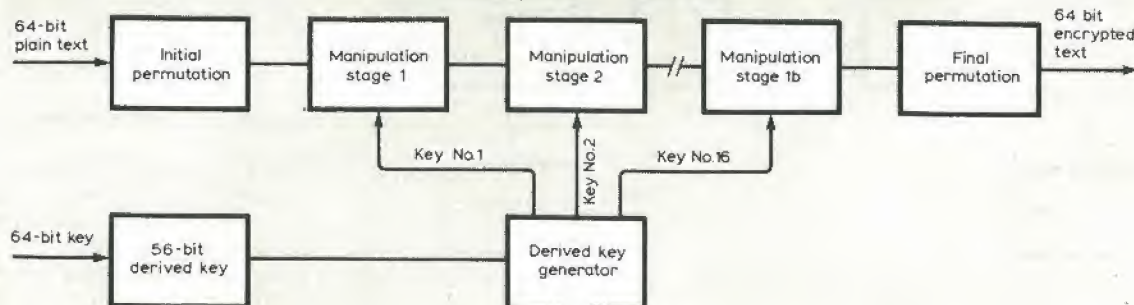 64-bit
plain text
Initial
permutation
Manipulation
stage 1
Manipulation
stage 2
Manipulation
stage 1b
Final
permutation
64 bit
encrypted
text
Key No.1
Key No.2
Key No.16
64-bit key
56-bit
derived key
Derived key
generator